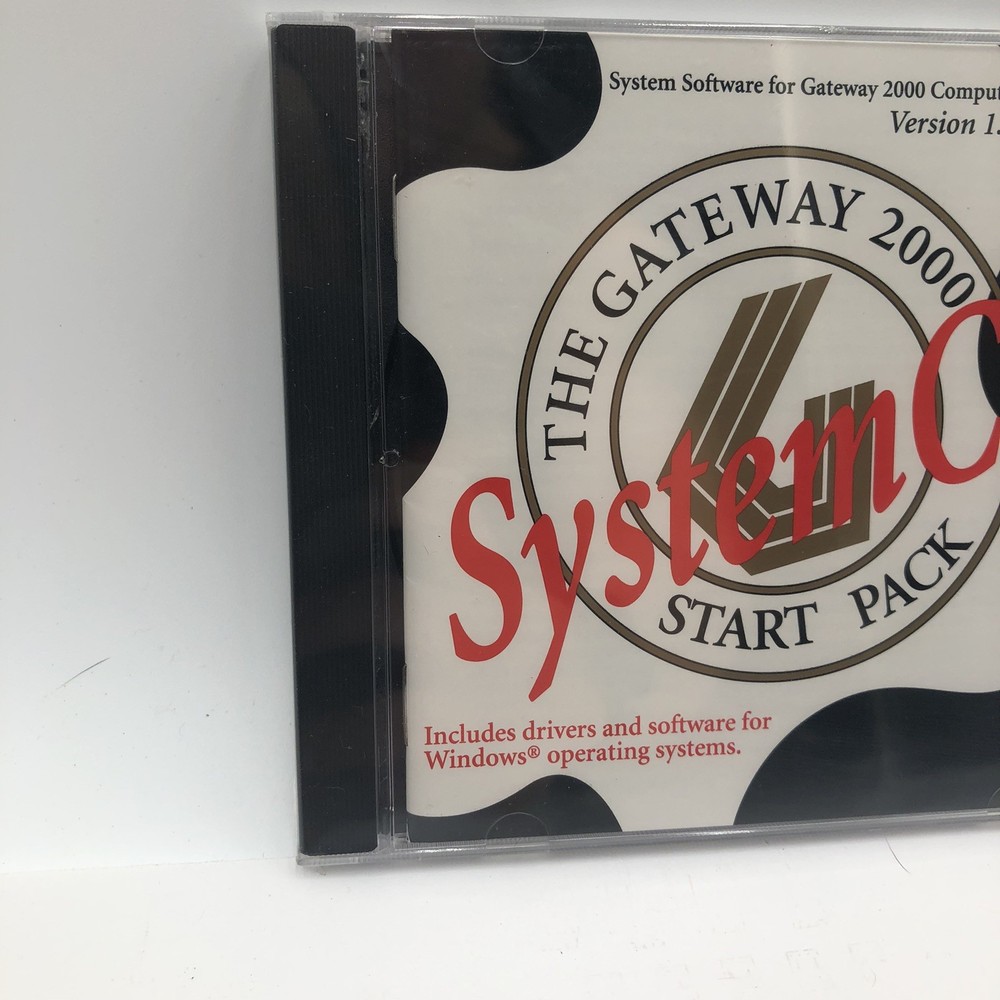 System Software for Gateway 2000 Comput
Version 1.
THE GATEWAY 2000
SystemC
START PACK
Includes drivers and software for
Windows® operating systems.